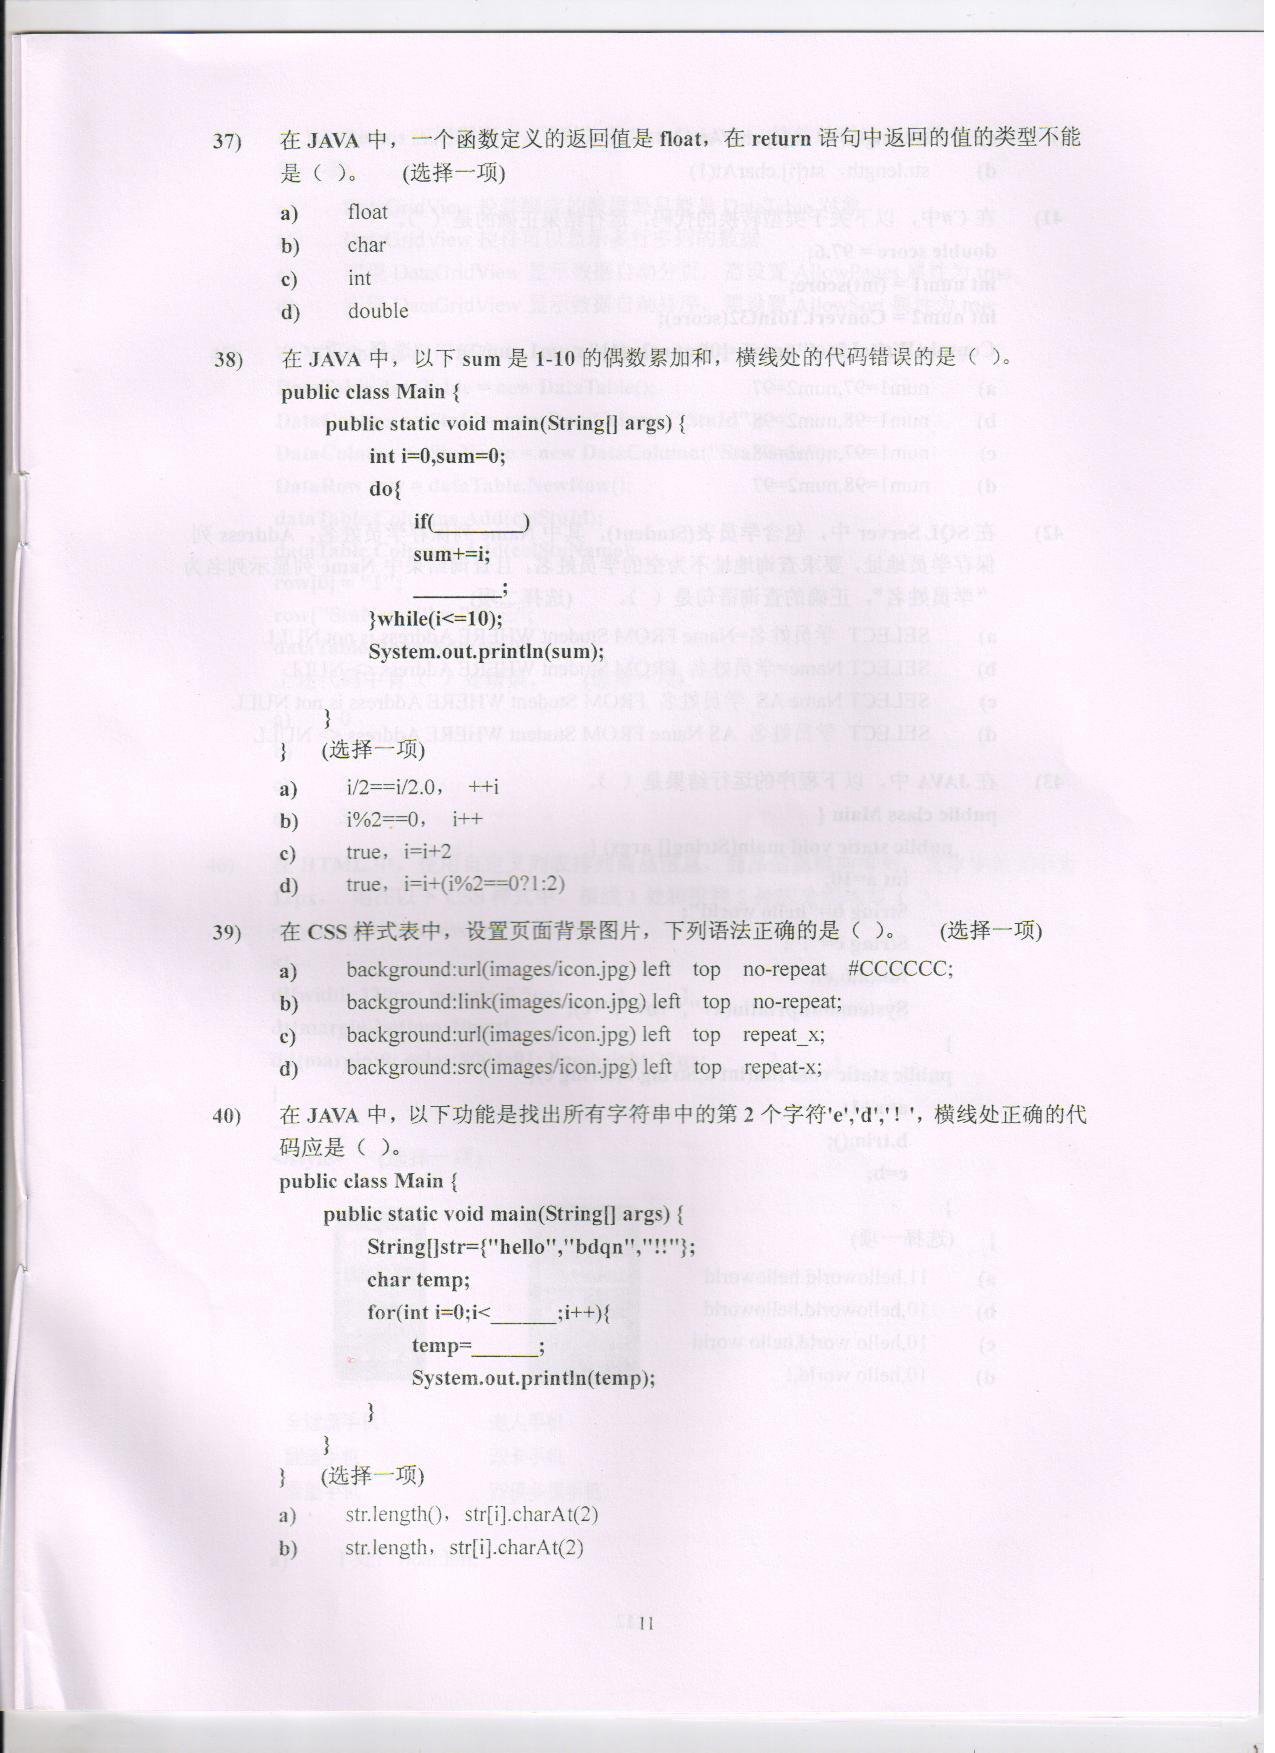 37) 在 JAVA 中，一个函数定义的返回值是 float，在 return 语句中返回的值的类型不能
是（ ）。 (选择一项)
a) float
b) char
c) int
d) double
38) 在 JAVA 中，以下 sum 是 1-10 的偶数累加和，横线处的代码错误的是（ ）。
public class Main {
public static void main(String[] args) {
int i=0,sum=0;
do{
if(________)
sum+=i;
________;
}while(i<=10);
System.out.println(sum);
}
} (选择一项)
a) i/2==i/2.0， ++i
b) i%2==0， i++
c) true，i=i+2
d) true，i=i+(i%2==0?1:2)
39) 在 CSS 样式表中，设置页面背景图片，下列语法正确的是（ ）。 (选择一项)
a) background:url(images/icon.jpg) left top no-repeat #CCCCCC;
b) background:link(images/icon.jpg) left top no-repeat;
c) background:url(images/icon.jpg) left top repeat_x;
d) background:src(images/icon.jpg) left top repeat-x;
40) 在 JAVA 中，以下功能是找出所有字符串中的第 2 个字符'e','d','! '，横线处正确的代
码应是（ ）。
public class Main {
public static void main(String[] args) {
String[]str={"hello","bdqn","!!"};
char temp;
for(int i=0;i<______;i++){
temp=______;
System.out.println(temp);
}
}
} (选择一项)
a) str.length()，str[i].charAt(2)
b) str.length，str[i].charAt(2)
11